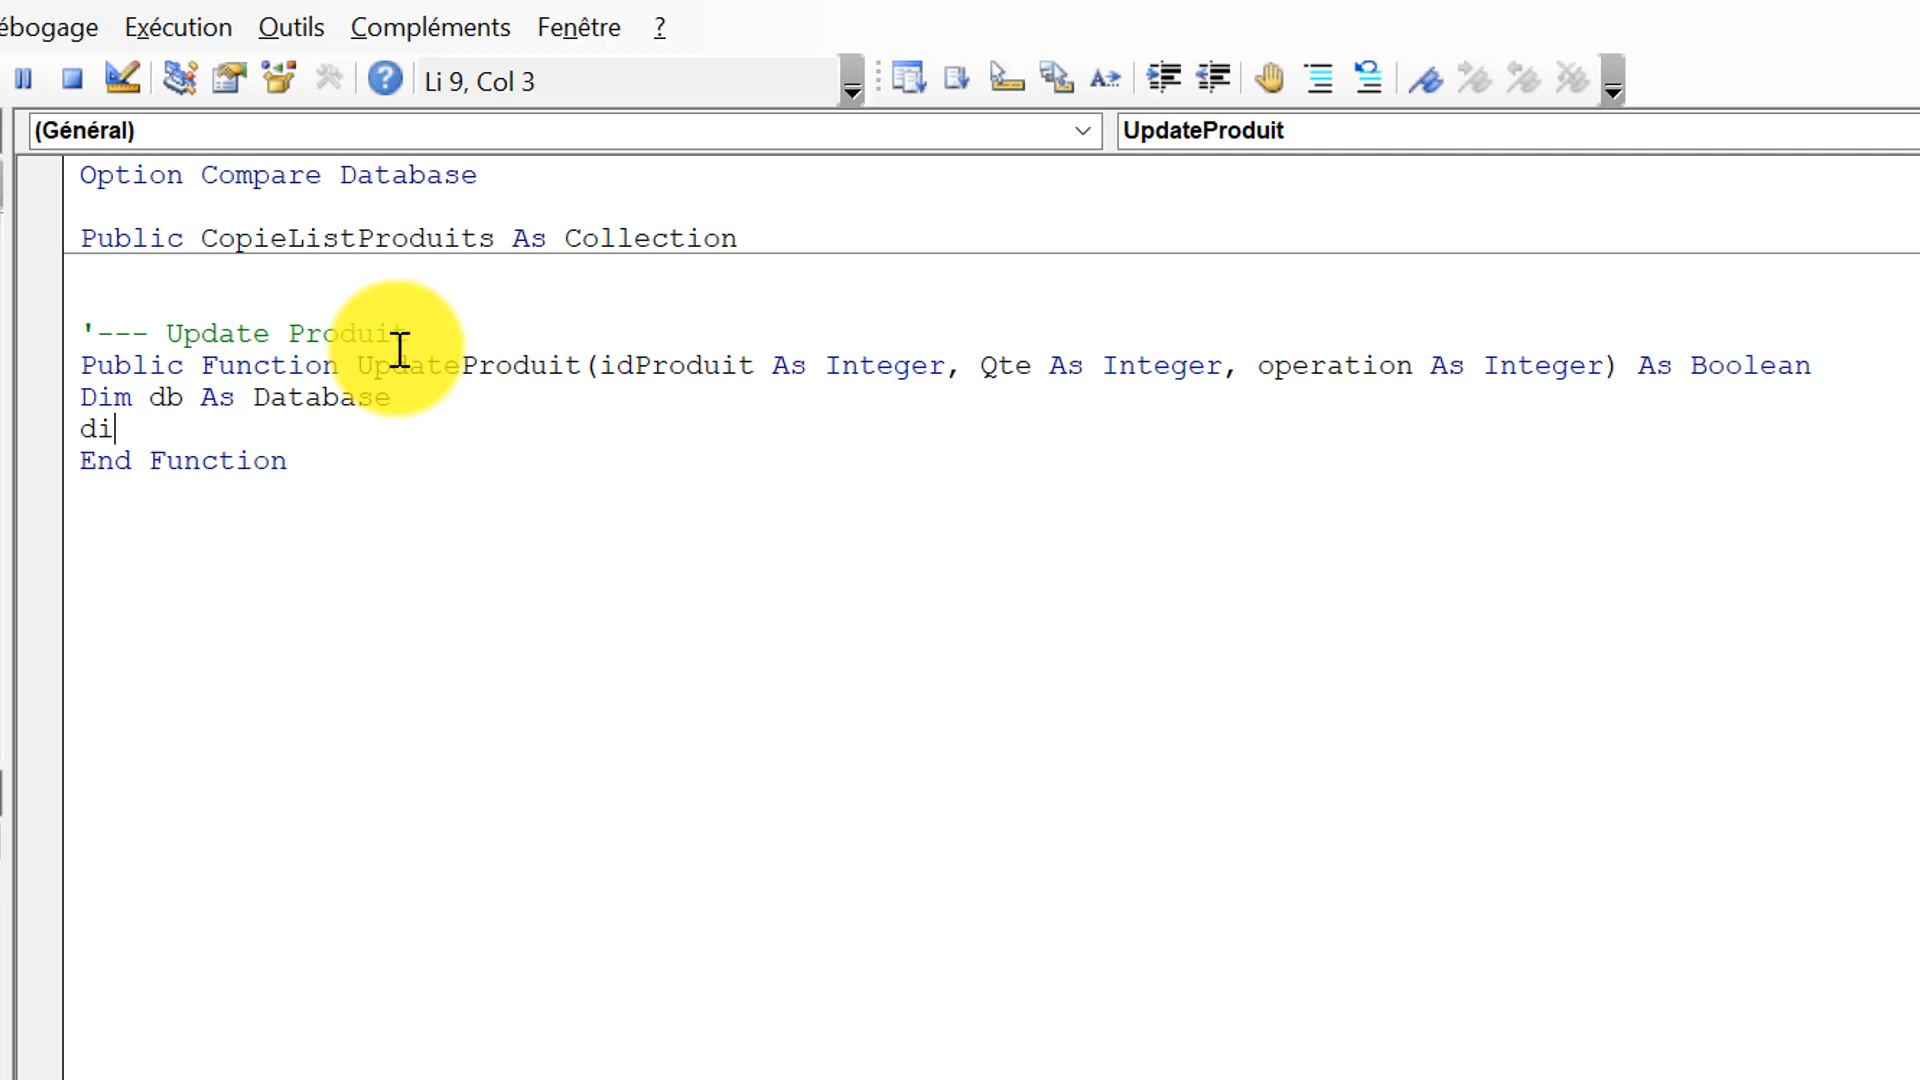 ébogage Exécution Outils Compléments Fenêtre ?
Li 9, Col 3
(Général) UpdateProduit
Option Compare Database
Public CopieListProduits As Collection
'--- Update Produit
Public Function UpdateProduit(idProduit As Integer, Qte As Integer, operation As Integer) As Boolean
Dim db As Database
di
End Function